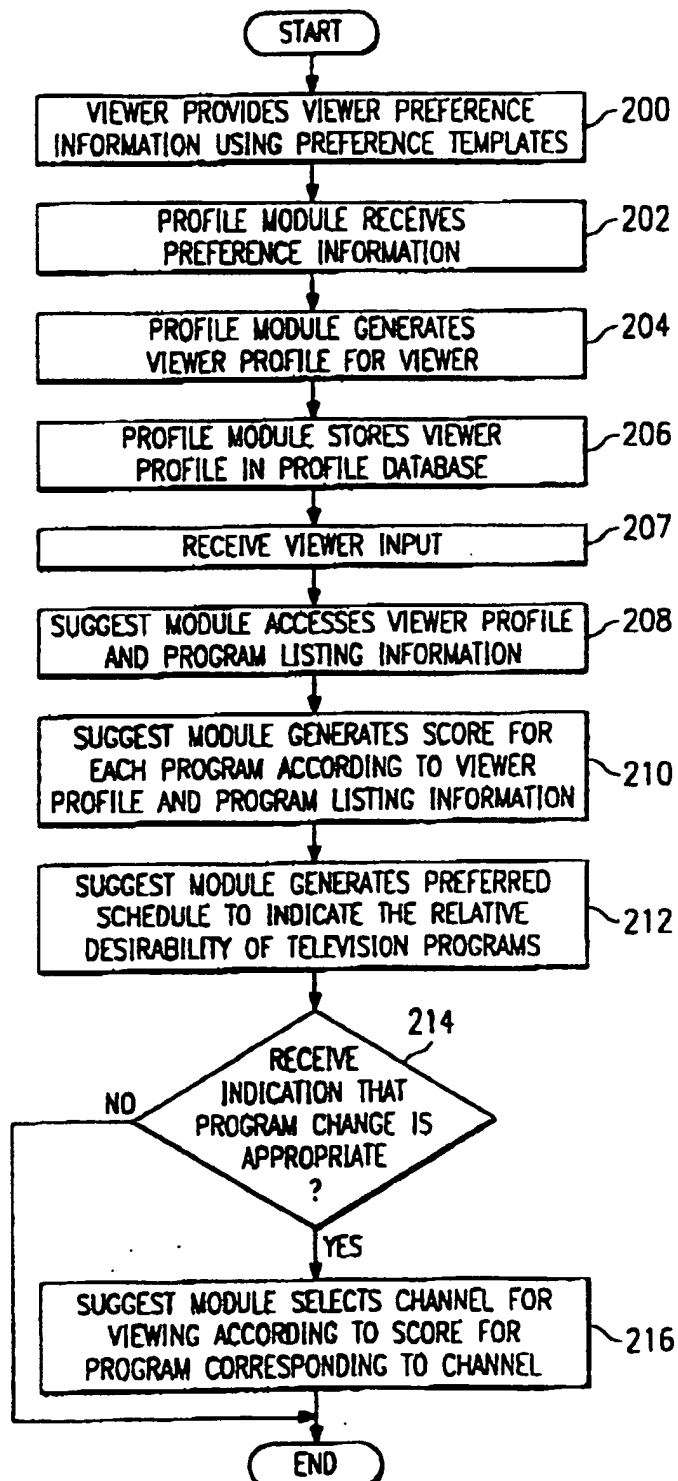 START
VIEWER PROVIDES VIEWER PREFERENCE
INFORMATION USING PREFERENCE TEMPLATES
200
PROFILE MODULE RECEIVES
PREFERENCE INFORMATION
202
PROFILE MODULE GENERATES
VIEWER PROFILE FOR VIEWER
204
PROFILE MODULE STORES VIEWER
PROFILE IN PROFILE DATABASE
206
RECEIVE VIEWER INPUT
207
SUGGEST MODULE ACCESSES VIEWER PROFILE
AND PROGRAM LISTING INFORMATION
208
SUGGEST MODULE GENERATES SCORE FOR
EACH PROGRAM ACCORDING TO VIEWER
PROFILE AND PROGRAM LISTING INFORMATION
210
SUGGEST MODULE GENERATES PREFERRED
SCHEDULE TO INDICATE THE RELATIVE
DESIRABILITY OF TELEVISION PROGRAMS
212
214
RECEIVE
INDICATION THAT
PROGRAM CHANGE IS
APPROPRIATE
?
NO
YES
SUGGEST MODULE SELECTS CHANNEL FOR
VIEWING ACCORDING TO SCORE FOR
PROGRAM CORRESPONDING TO CHANNEL
216
END